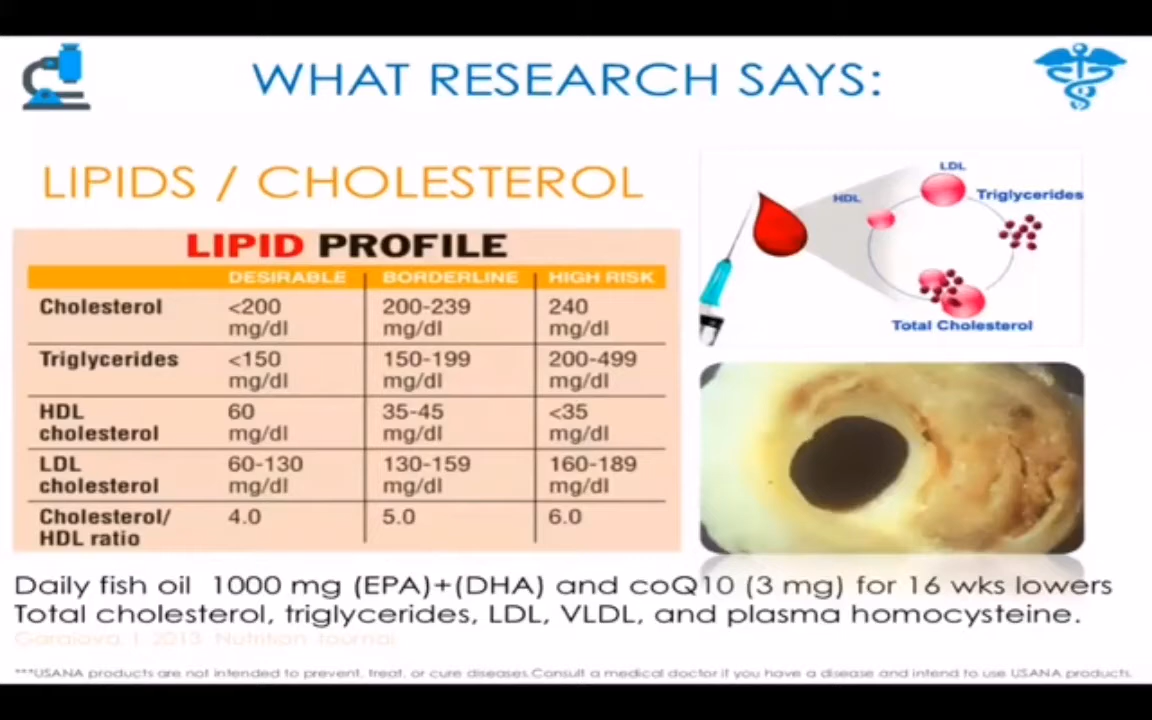 WHAT RESEARCH SAYS:
LIPIDS / CHOLESTEROL
LIPID PROFILE
DESIRABLE BORDERLINE HIGH RISK
Cholesterol <200 mg/dl 200-239 mg/dl 240 mg/dl
Triglycerides <150 mg/dl 150-199 mg/dl 200-499 mg/dl
HDL cholesterol 60 mg/dl 35-45 mg/dl <35 mg/dl
LDL cholesterol 60-130 mg/dl 130-159 mg/dl 160-189 mg/dl
Cholesterol/ HDL ratio 4.0 5.0 6.0
LDL
HDL
Triglycerides
Total Cholesterol
Daily fish oil 1000 mg (EPA)+(DHA) and coQ10 (3 mg) for 16 wks lowers
Total cholesterol, triglycerides, LDL, VLDL, and plasma homocysteine.
Garaiova, I. 2013. Nutrition Journal
***USANA products are not intended to prevent, treat, or cure diseases.Consult a medical doctor if you have a disease and intend to use USANA products.